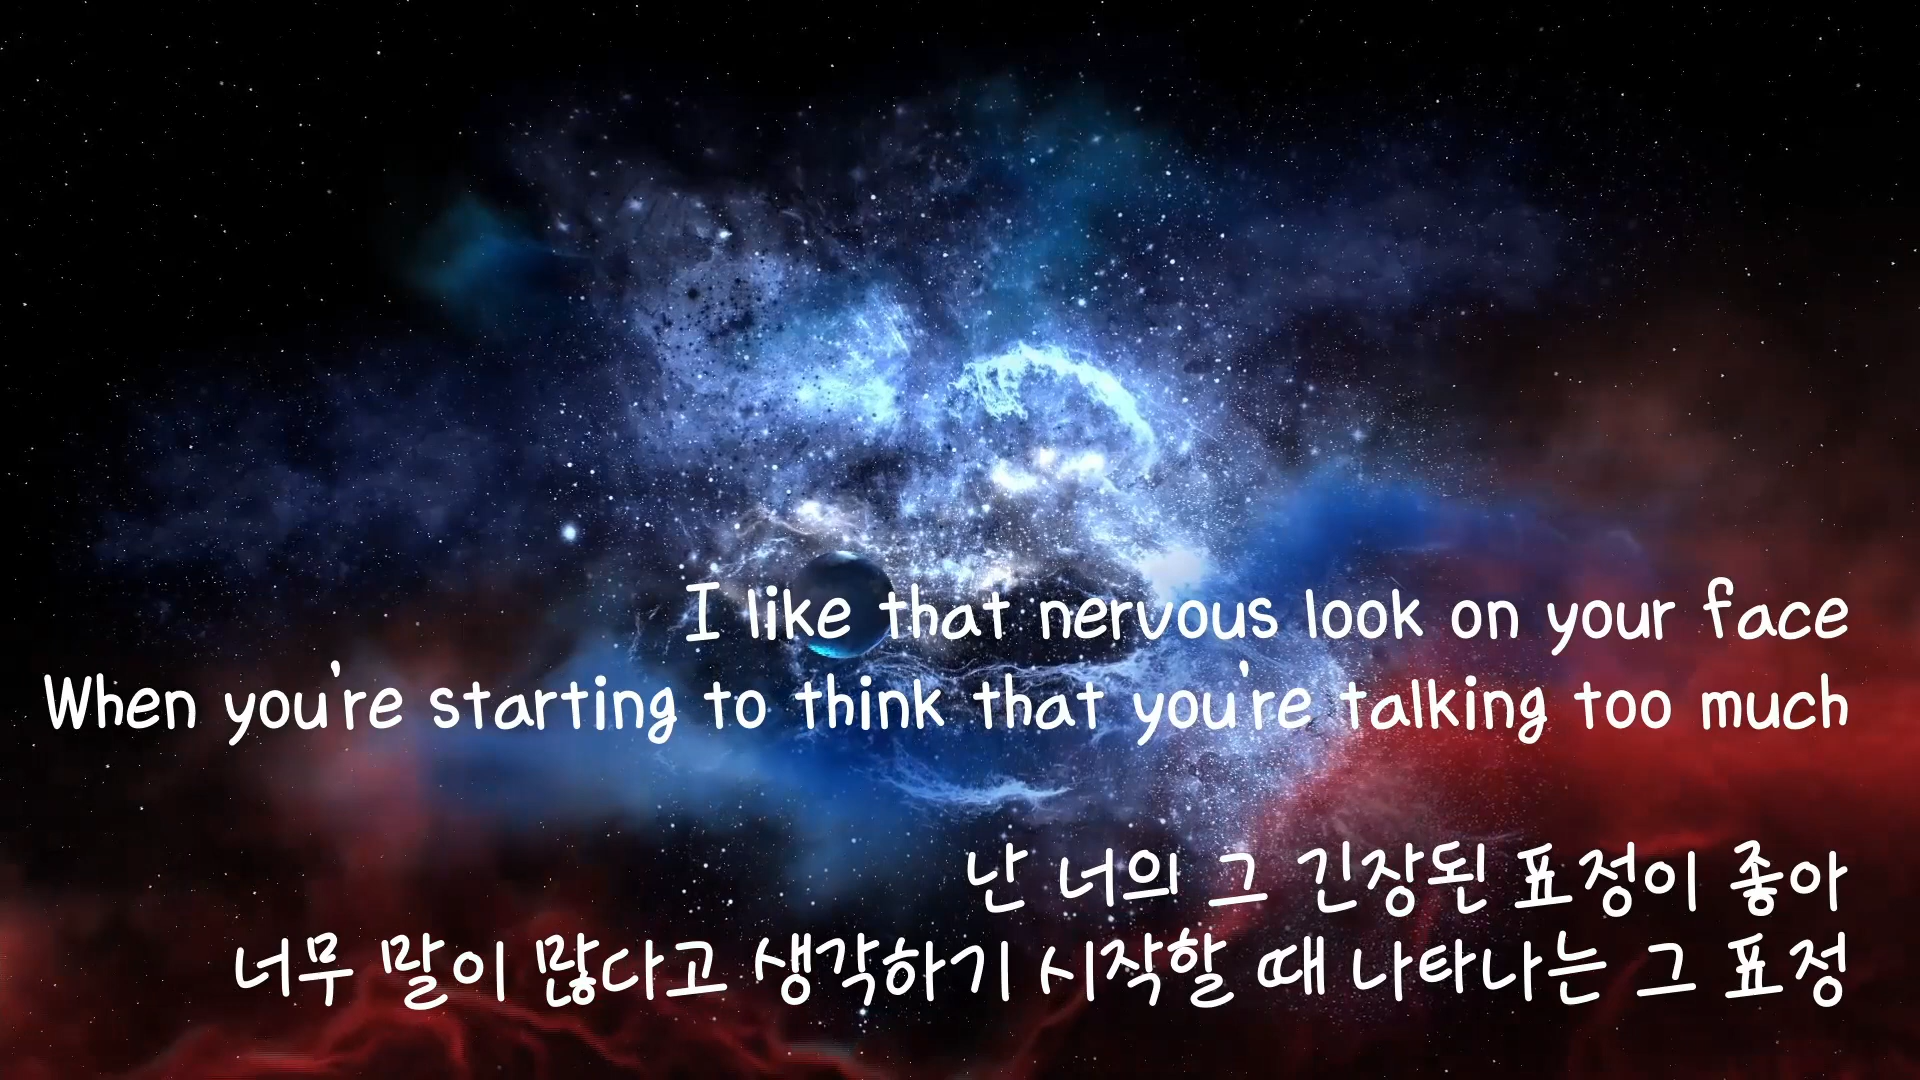 I like that nervous look on your face
When you're starting to think that you're talking too much
난 너의 그 긴장된 표정이 좋아
너무 말이 많다고 생각하기 시작할 때 나타나는 그 표정